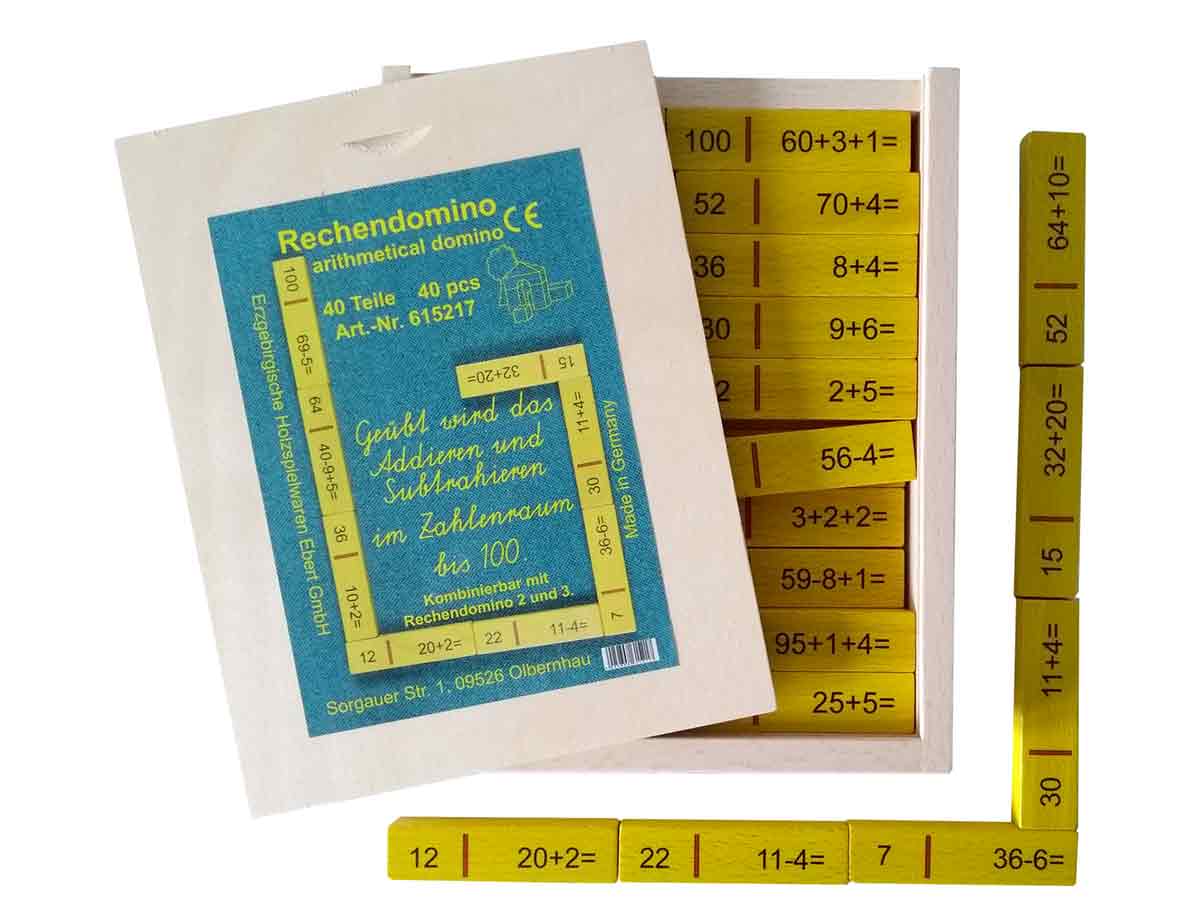 Rechendomino
CE
arithmetical domino
40 Teile 40 pcs
Art.-Nr. 615217
Erzgebirgische Holzspielwaren Ebert GmbH
100
69-5=
64
40-9+5=
36
10+2=
12 20+2=
22 11-4=
7 36-6=
30 11+4=
15 32+20=
Geübt wird das
Addieren und
Subtrahieren
im Zahlenraum
bis 100.
Kombinierbar mit
Rechendomino 2 und 3.
Made in Germany
Sorgauer Str. 1, 09526 Olbernhau
100 60+3+1=
52 70+4=
36 8+4=
9+6=
2+5=
56-4=
3+2+2=
59-8+1=
95+1+4=
25+5=
12 20+2=
22 11-4=
7 36-6=
30 11+4=
15 32+20=
52 64+10=